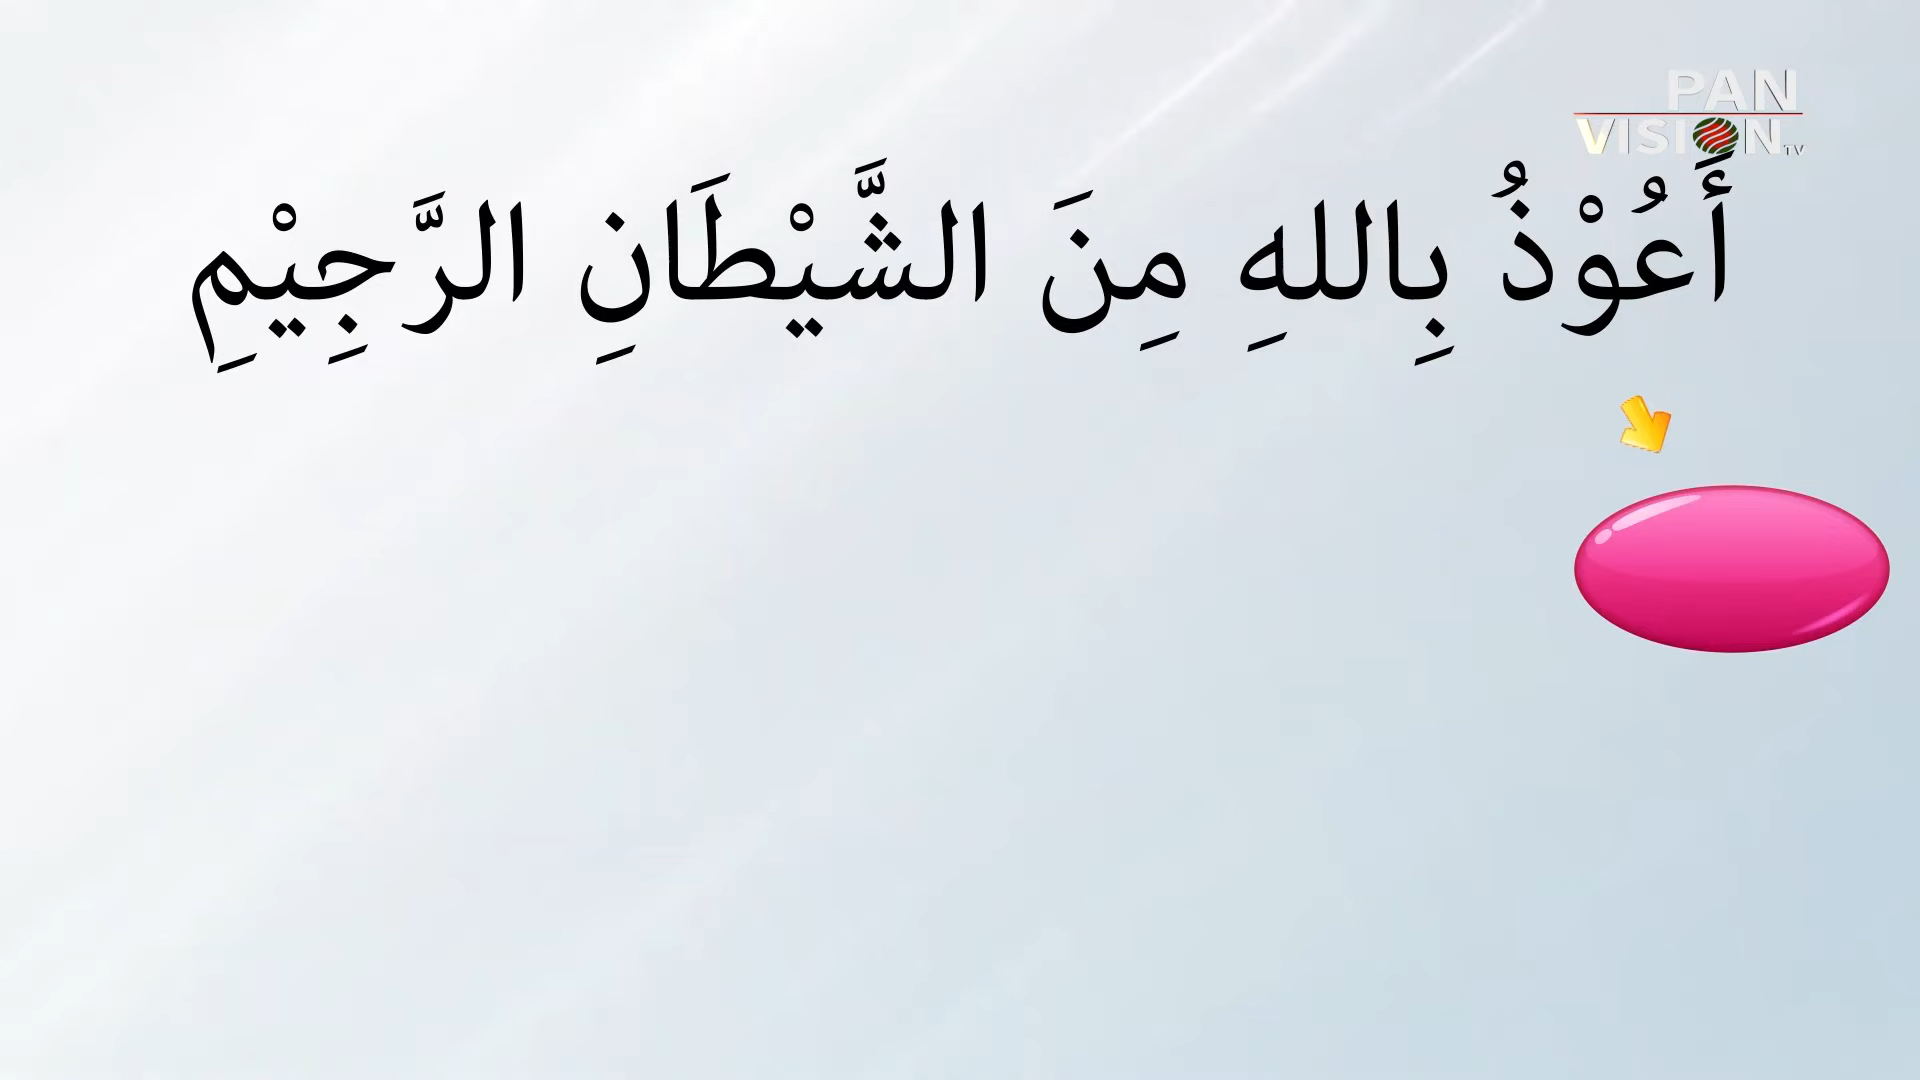 PAN
VISION TV
أَعُوْذُ بِاللهِ مِنَ الشَّيْطَانِ الرَّجِيْمِ